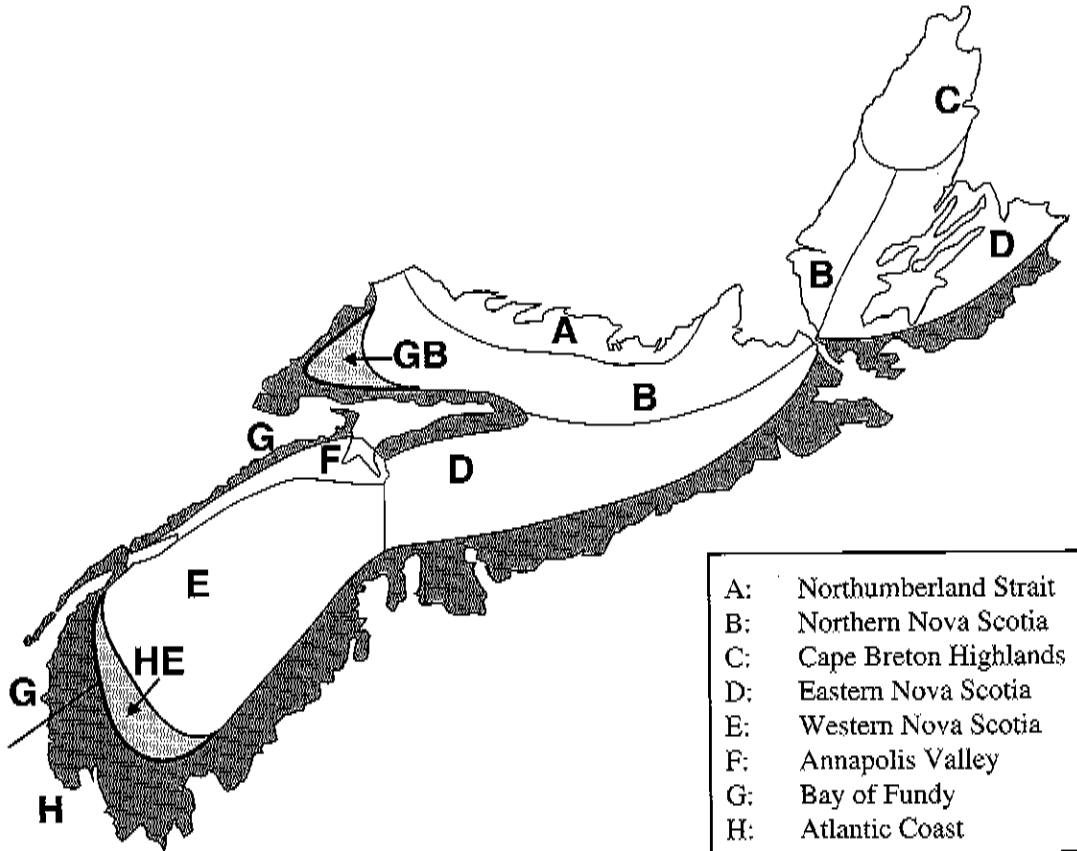 C
D
B
A
GB
B
G
F
D
E
HE
G
H
A: Northumberland Strait
B: Northern Nova Scotia
C: Cape Breton Highlands
D: Eastern Nova Scotia
E: Western Nova Scotia
F: Annapolis Valley
G: Bay of Fundy
H: Atlantic Coast